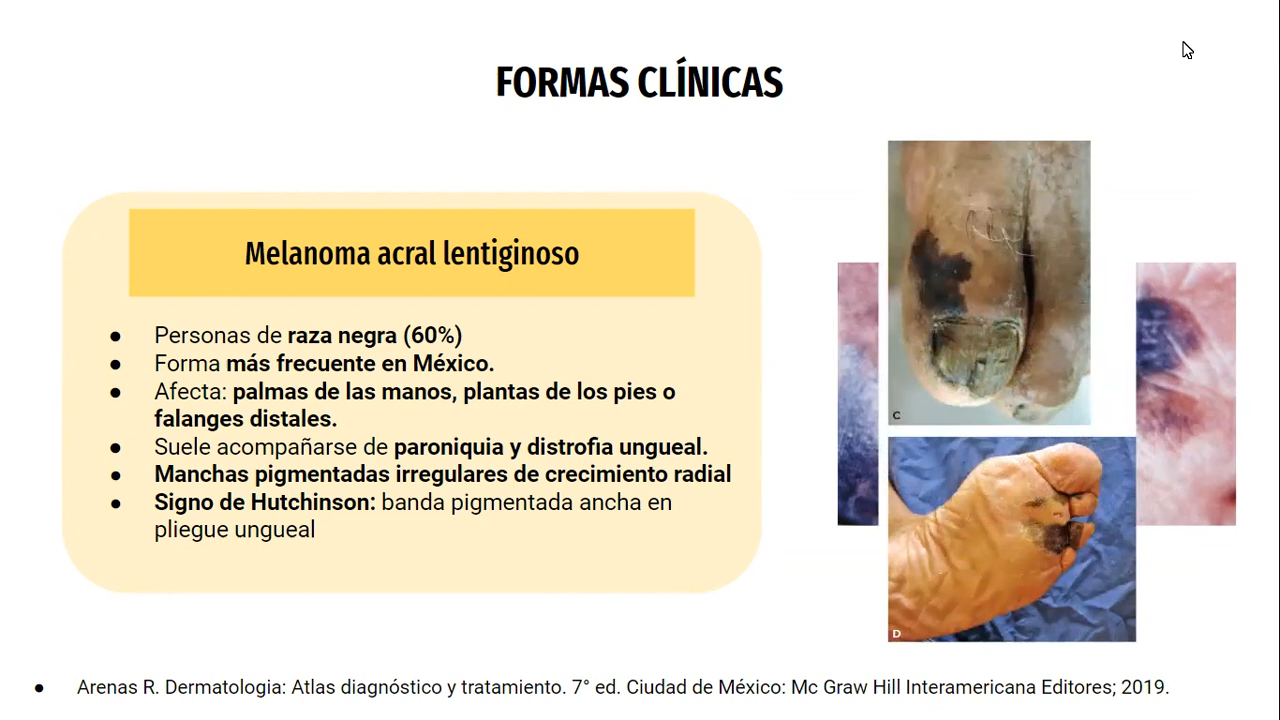 FORMAS CLÍNICAS
Melanoma acral lentiginoso
● Personas de raza negra (60%)
● Forma más frecuente en México.
● Afecta: palmas de las manos, plantas de los pies o
falanges distales.
● Suele acompañarse de paroniquia y distrofia ungueal.
● Manchas pigmentadas irregulares de crecimiento radial
● Signo de Hutchinson: banda pigmentada ancha en
pliegue ungueal
C
D
● Arenas R. Dermatologia: Atlas diagnóstico y tratamiento. 7° ed. Ciudad de México: Mc Graw Hill Interamericana Editores; 2019.